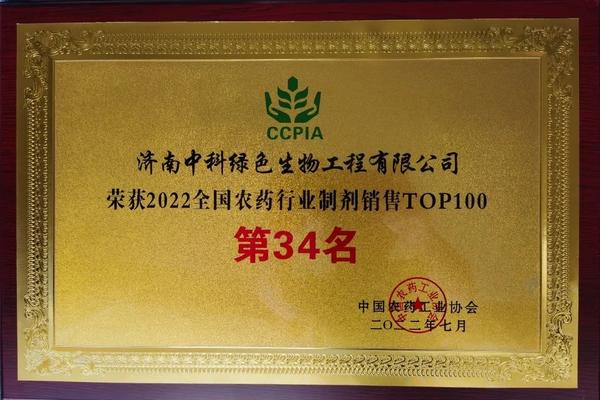 CCPIA
济南中科绿色生物工程有限公司
荣获2022全国农药行业制剂销售TOP100
第34名
中国农药工业协会
二〇二二年七月